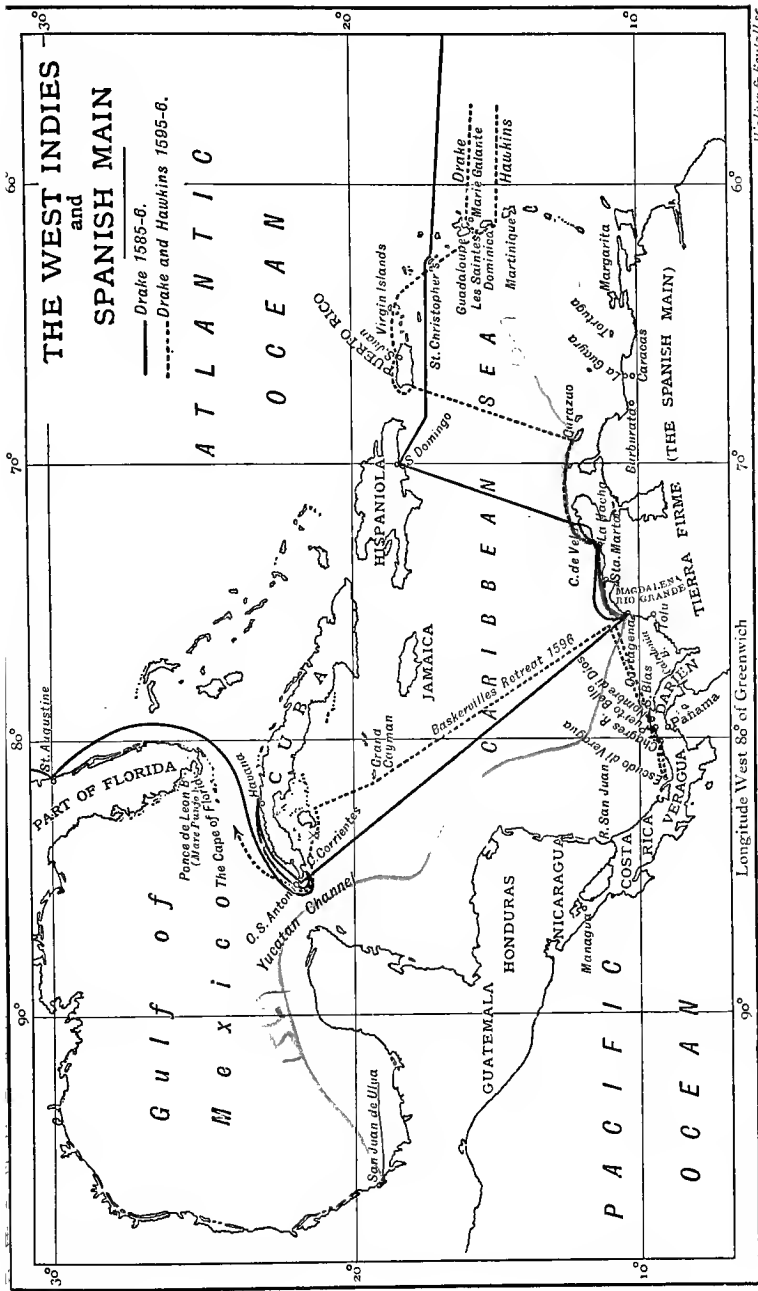 THE WEST INDIES
and
SPANISH MAIN
Drake 1585-6.
Drake and Hawkins 1595-6.
ATLANTIC
OCEAN
30°
20
10°
60
70
80°
90°
30°
20
10°
St. Augustine
PART OF FLORIDA
Ponce de Leon B.
The Cape of Flor
Gulf of
Mexico
Havana
CUBA
C. Corrientes
C. S. Anton
Yucatan Channel
San Juan de Ulua
Grand
Cayman
JAMAICA
HISPANIOLA
S. Domingo
PUERTO RICO
S. Juan
Virgin Islands
St. Christopher's
Guadaloupe
Drake
Les Saintes
Marie Galante
Dominica
Hawkins
Martinique
CARIBBEAN SEA
Baskervilles Retreat 1596
Curazuo
C. de Vela
La Hacha
Sta. Marta
MAGDALENA
RIO GRANDE
Cartagena
Tolu
TIERRA FIRME
(THE SPANISH MAIN)
Burburata
Caracas
La Guayra
Tortuga
Margarita
Nombre di Dios
Puerto Bello
Chagres R.
Escudo di Veragua
DARIEN
Panama
VERAGUA
R. San Juan
COSTA
RICA
NICARAGUA
Managua
HONDURAS
GUATEMALA
PACIFIC
OCEAN
Longitude West 80° of Greenwich